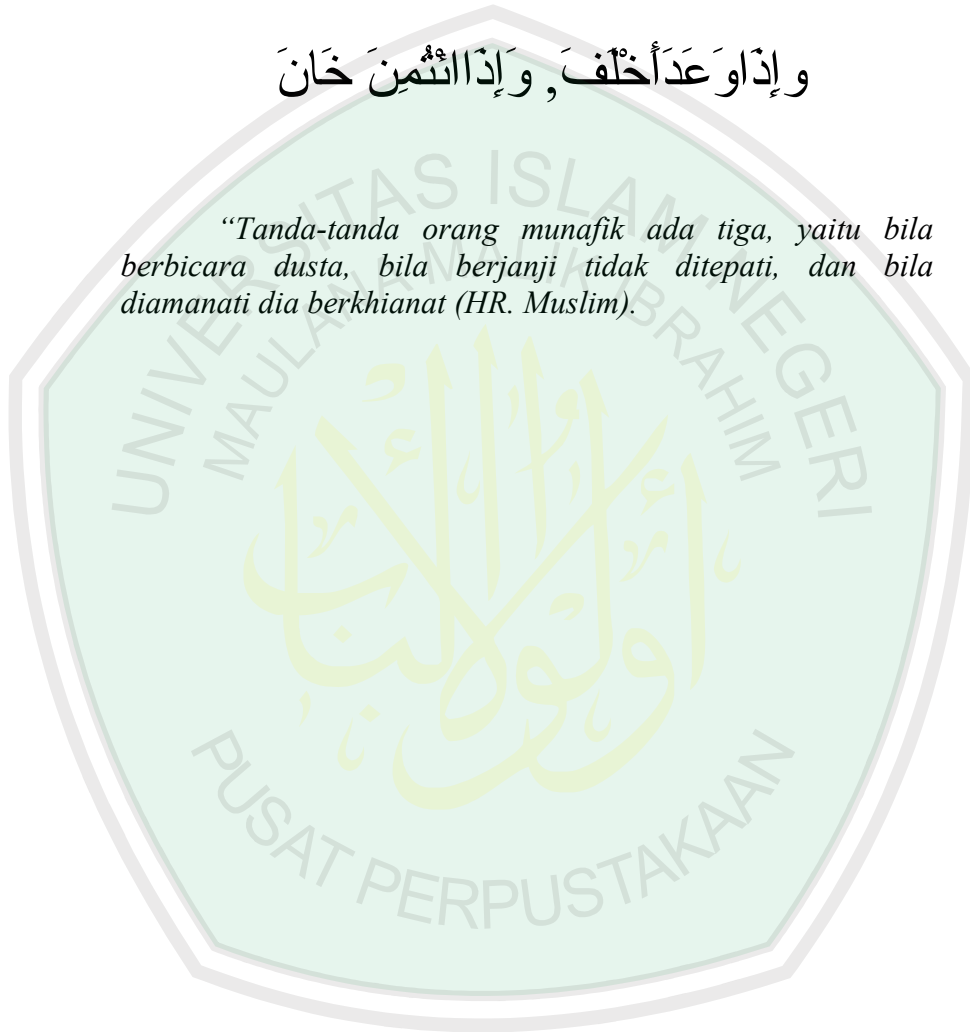 وإِذَاوَعَدَأَخْلَفَ, وَإِذَاائْتُمِنَ خَانَ
UNIVERSITAS ISLAM NEGERI
MAULANA MALIK IBRAHIM
“Tanda-tanda orang munafik ada tiga, yaitu bila
berbicara dusta, bila berjanji tidak ditepati, dan bila
diamanati dia berkhianat (HR. Muslim).
PUSAT PERPUSTAKAAN